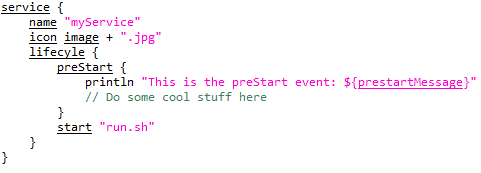 service {
    name "myService"
    icon image + ".jpg"
    lifecyle {
        preStart {
            println "This is the preStart event: ${prestartMessage}"
            // Do some cool stuff here
        }
        start "run.sh"
    }
}